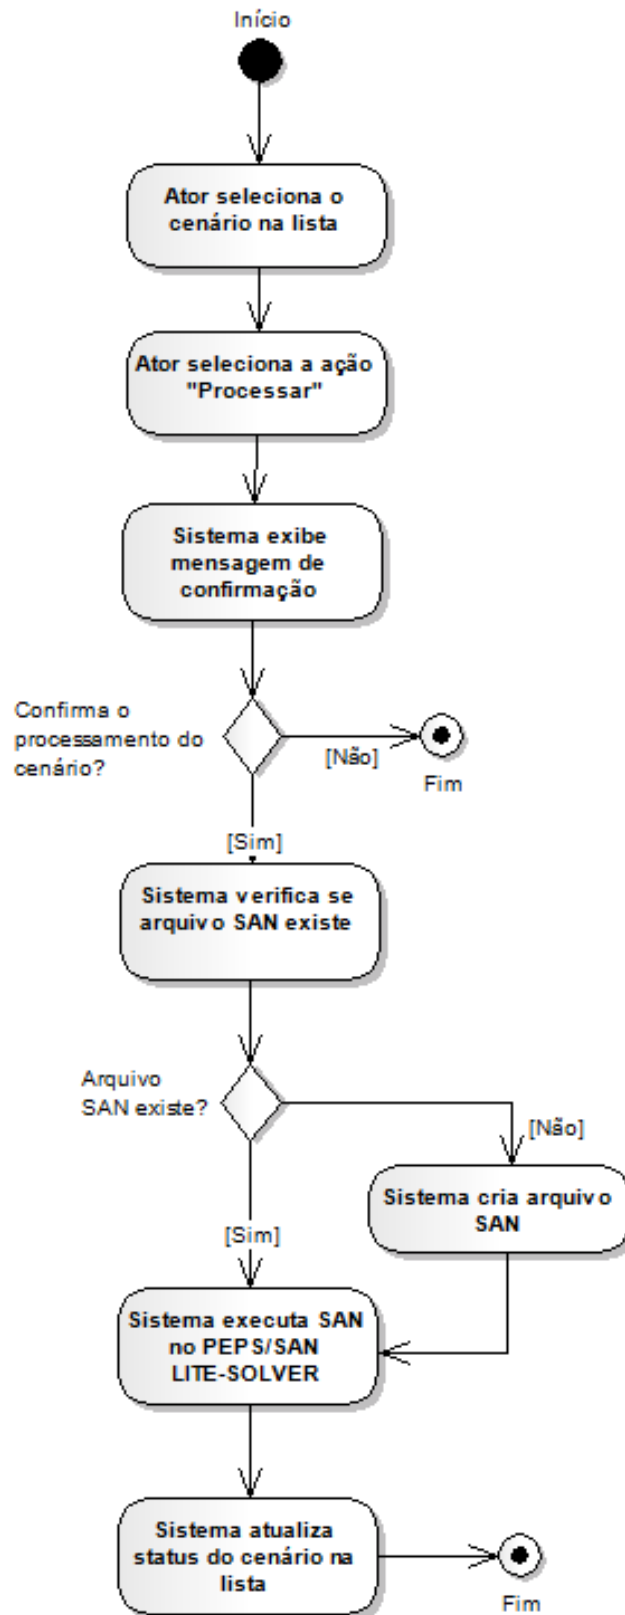 Início
Ator seleciona o
cenário na lista
Ator seleciona a ação
"Processar"
Sistema exibe
mensagem de
confirmação
Confirma o
processamento do
cenário?
[Não]
Fim
[Sim]
Sistema verifica se
arquivo SAN existe
Arquivo
SAN existe?
[Não]
Sistema cria arquivo
SAN
[Sim]
Sistema executa SAN
no PEPS/SAN
LITE-SOLVER
Sistema atualiza
status do cenário na
lista
Fim